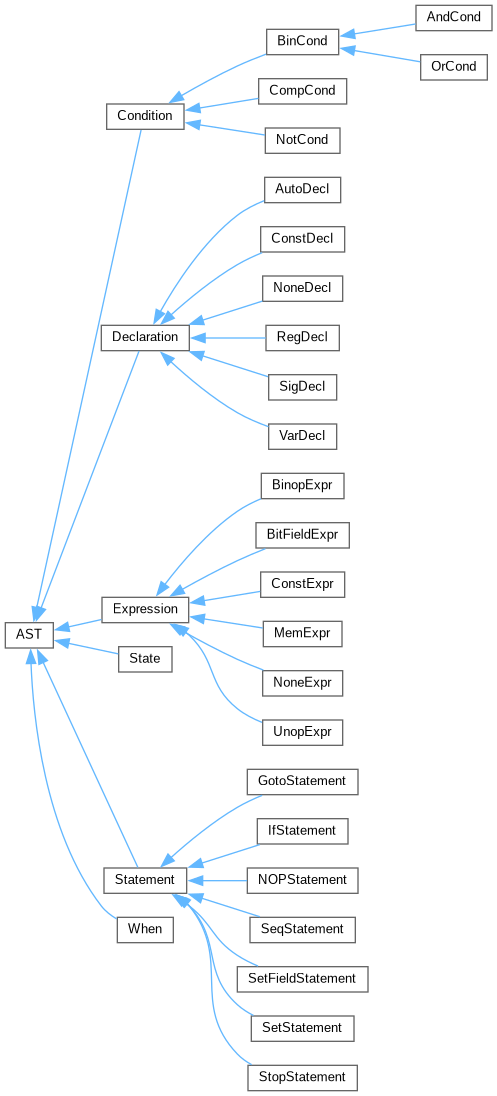 AndCond
BinCond
OrCond
CompCond
Condition
NotCond
AutoDecl
ConstDecl
NoneDecl
Declaration
RegDecl
SigDecl
VarDecl
BinopExpr
BitFieldExpr
ConstExpr
Expression
MemExpr
AST
State
NoneExpr
UnopExpr
GotoStatement
IfStatement
Statement
NOPStatement
When
SeqStatement
SetFieldStatement
SetStatement
StopStatement